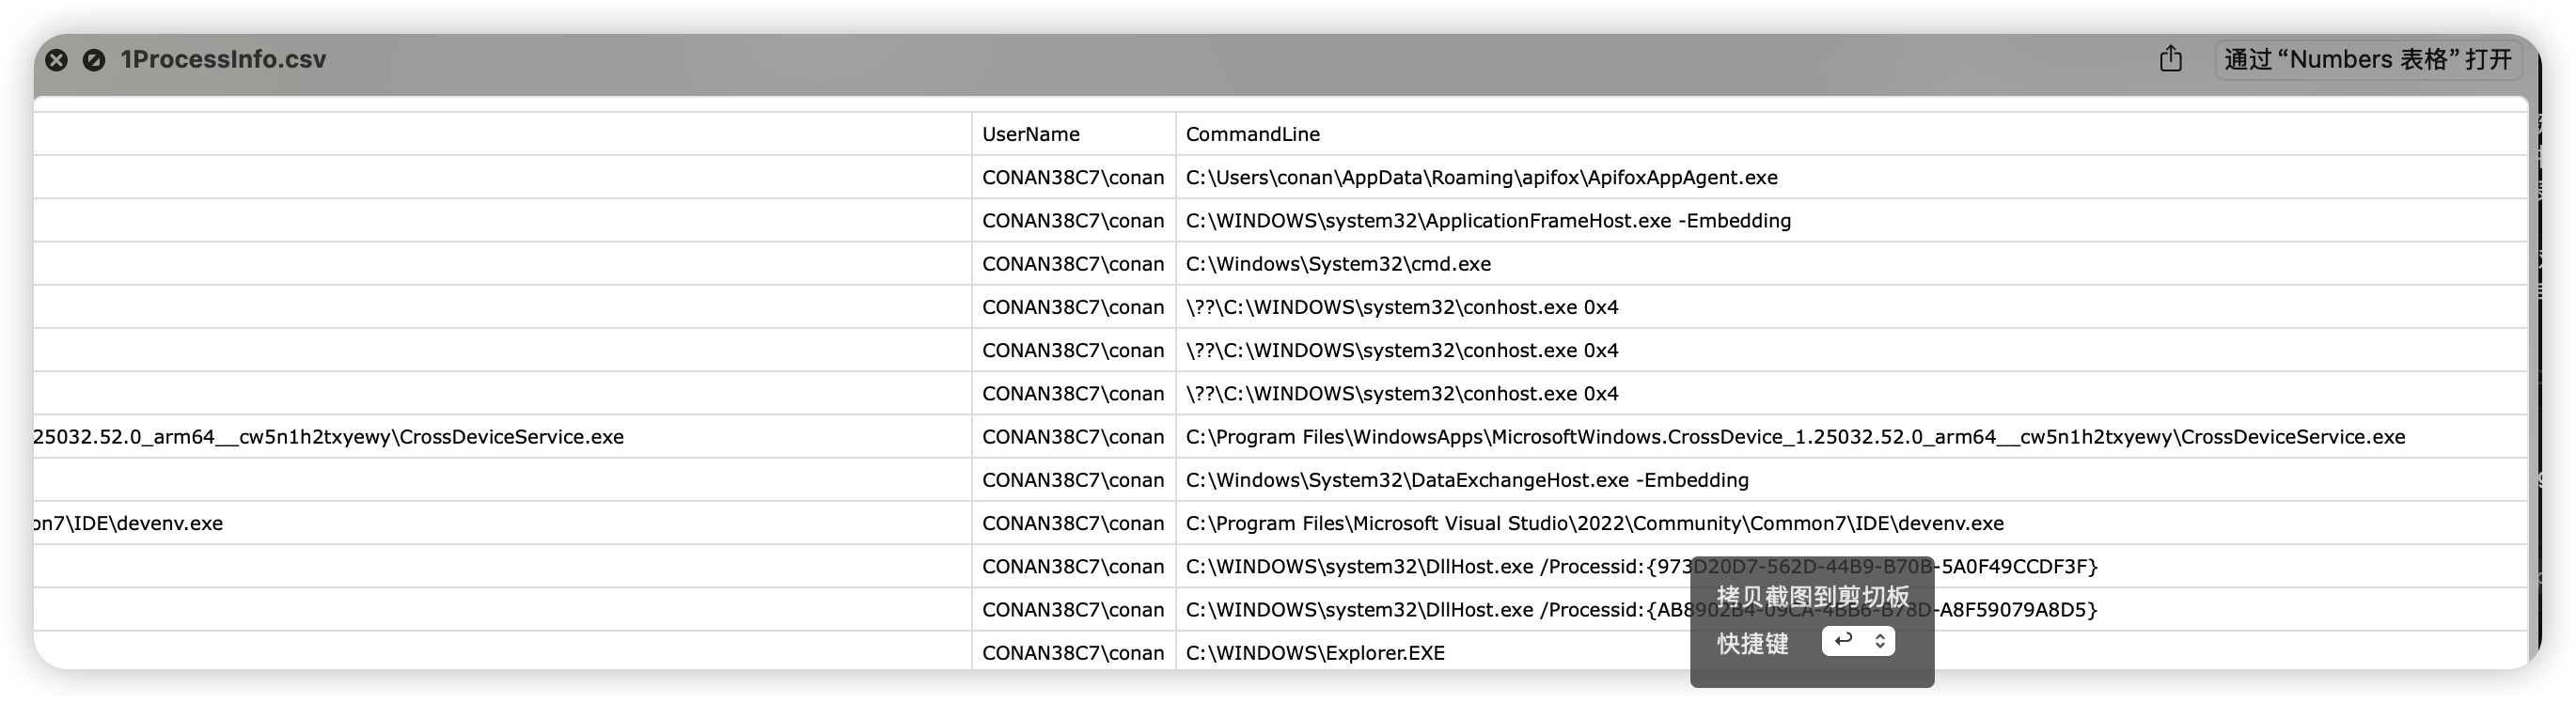 1ProcessInfo.csv
通过“Numbers 表格”打开
UserName CommandLine
CONAN38C7\conan C:\Users\conan\AppData\Roaming\apifox\ApifoxAppAgent.exe
CONAN38C7\conan C:\WINDOWS\system32\ApplicationFrameHost.exe -Embedding
CONAN38C7\conan C:\Windows\System32\cmd.exe
CONAN38C7\conan \??\C:\WINDOWS\system32\conhost.exe 0x4
CONAN38C7\conan \??\C:\WINDOWS\system32\conhost.exe 0x4
CONAN38C7\conan \??\C:\WINDOWS\system32\conhost.exe 0x4
25032.52.0_arm64__cw5n1h2txyewy\CrossDeviceService.exe CONAN38C7\conan C:\Program Files\WindowsApps\MicrosoftWindows.CrossDevice_1.25032.52.0_arm64__cw5n1h2txyewy\CrossDeviceService.exe
CONAN38C7\conan C:\Windows\System32\DataExchangeHost.exe -Embedding
on7\IDE\devenv.exe CONAN38C7\conan C:\Program Files\Microsoft Visual Studio\2022\Community\Common7\IDE\devenv.exe
CONAN38C7\conan C:\WINDOWS\system32\DllHost.exe /Processid:{973D20D7-562D-44B9-B70B-5A0F49CCDF3F}
CONAN38C7\conan C:\WINDOWS\system32\DllHost.exe /Processid:{AB8902B4-09CA-4BB6-B78D-A8F59079A8D5}
CONAN38C7\conan C:\WINDOWS\Explorer.EXE
拷贝截图到剪切板
快捷键